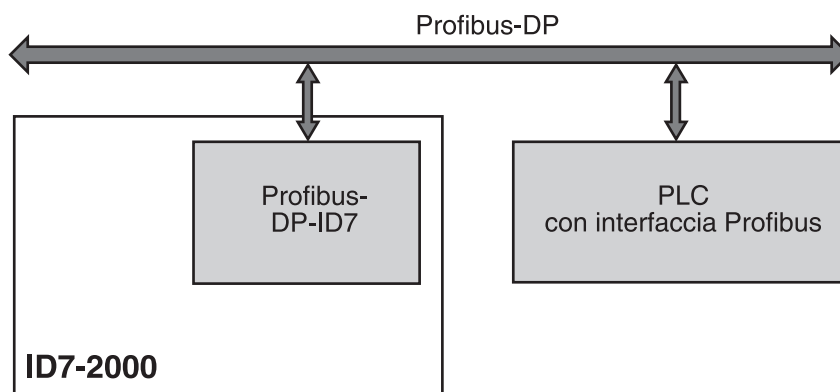 Profibus-DP
Profibus-
DP-ID7
PLC
con interfaccia Profibus
ID7-2000